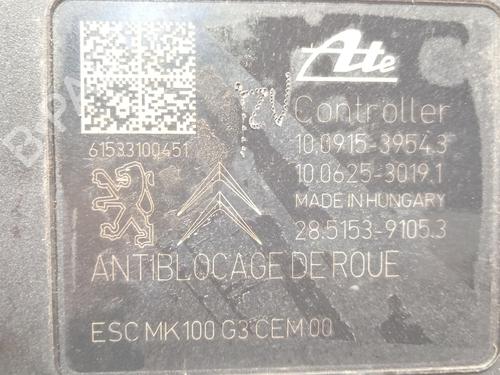 Ate
12V
Controller
61533100451
10.0915-3954.3
10.0625-3019.1
MADE IN HUNGARY
28.5153-9105.3
ANTIBLOCAGE DE ROUE
ESC MK100 G3 CEM 00